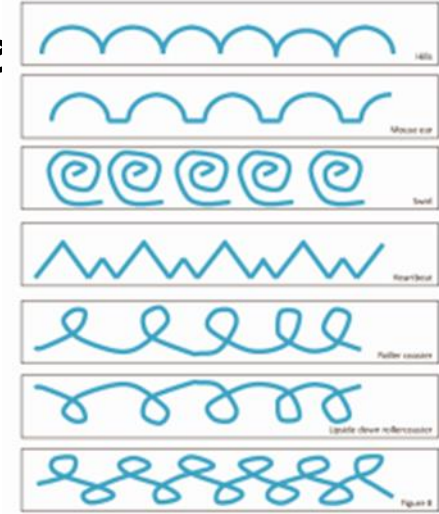 Hills
Mouse ear
Swirl
Heartbeat
Roller coaster
Upside down rollercoaster
Figure 8